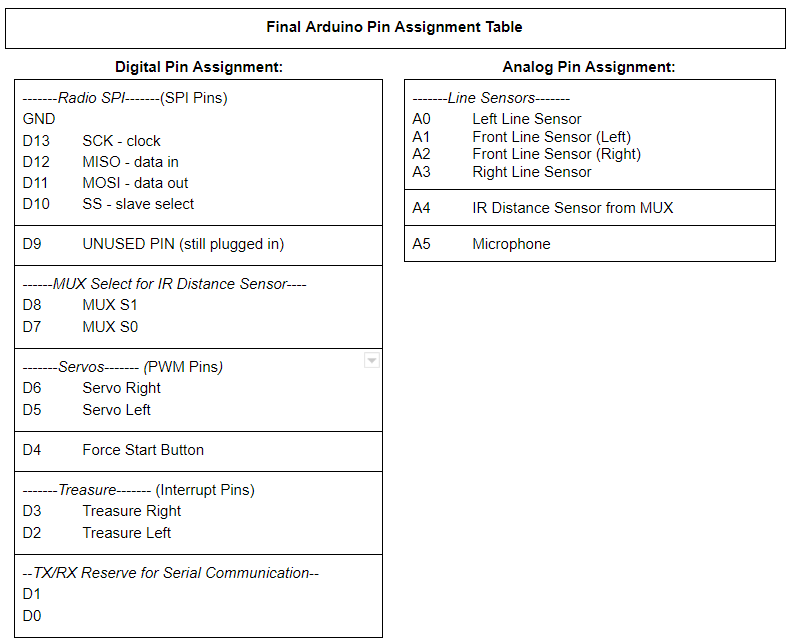 Final Arduino Pin Assignment Table
Digital Pin Assignment:
-------Radio SPI-------(SPI Pins)
GND
D13 SCK - clock
D12 MISO - data in
D11 MOSI - data out
D10 SS - slave select
D9 UNUSED PIN (still plugged in)
------MUX Select for IR Distance Sensor----
D8 MUX S1
D7 MUX S0
-------Servos------- (PWM Pins)
D6 Servo Right
D5 Servo Left
D4 Force Start Button
-------Treasure------- (Interrupt Pins)
D3 Treasure Right
D2 Treasure Left
--TX/RX Reserve for Serial Communication--
D1
D0
Analog Pin Assignment:
-------Line Sensors-------
A0 Left Line Sensor
A1 Front Line Sensor (Left)
A2 Front Line Sensor (Right)
A3 Right Line Sensor
A4 IR Distance Sensor from MUX
A5 Microphone